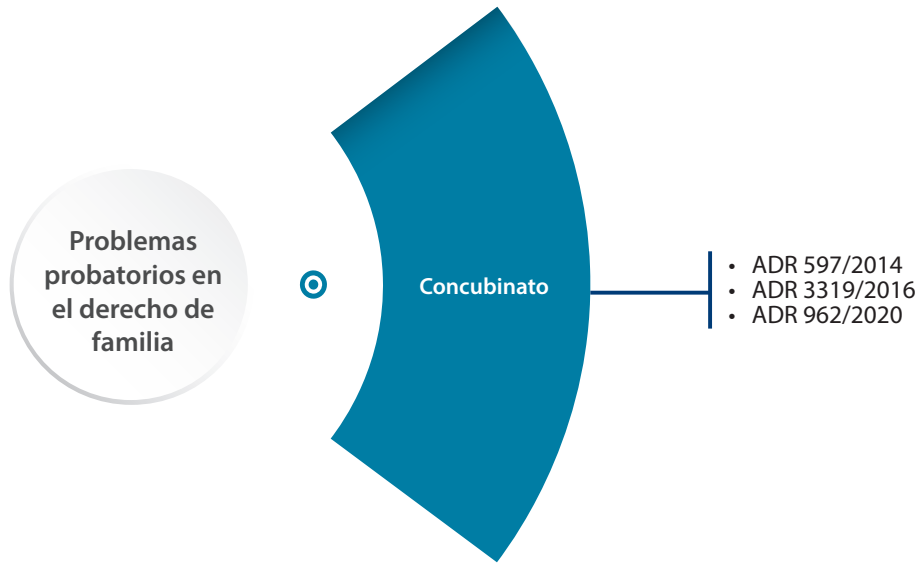 Problemas
probatorios en
el derecho de
familia
Concubinato
• ADR 597/2014
• ADR 3319/2016
• ADR 962/2020